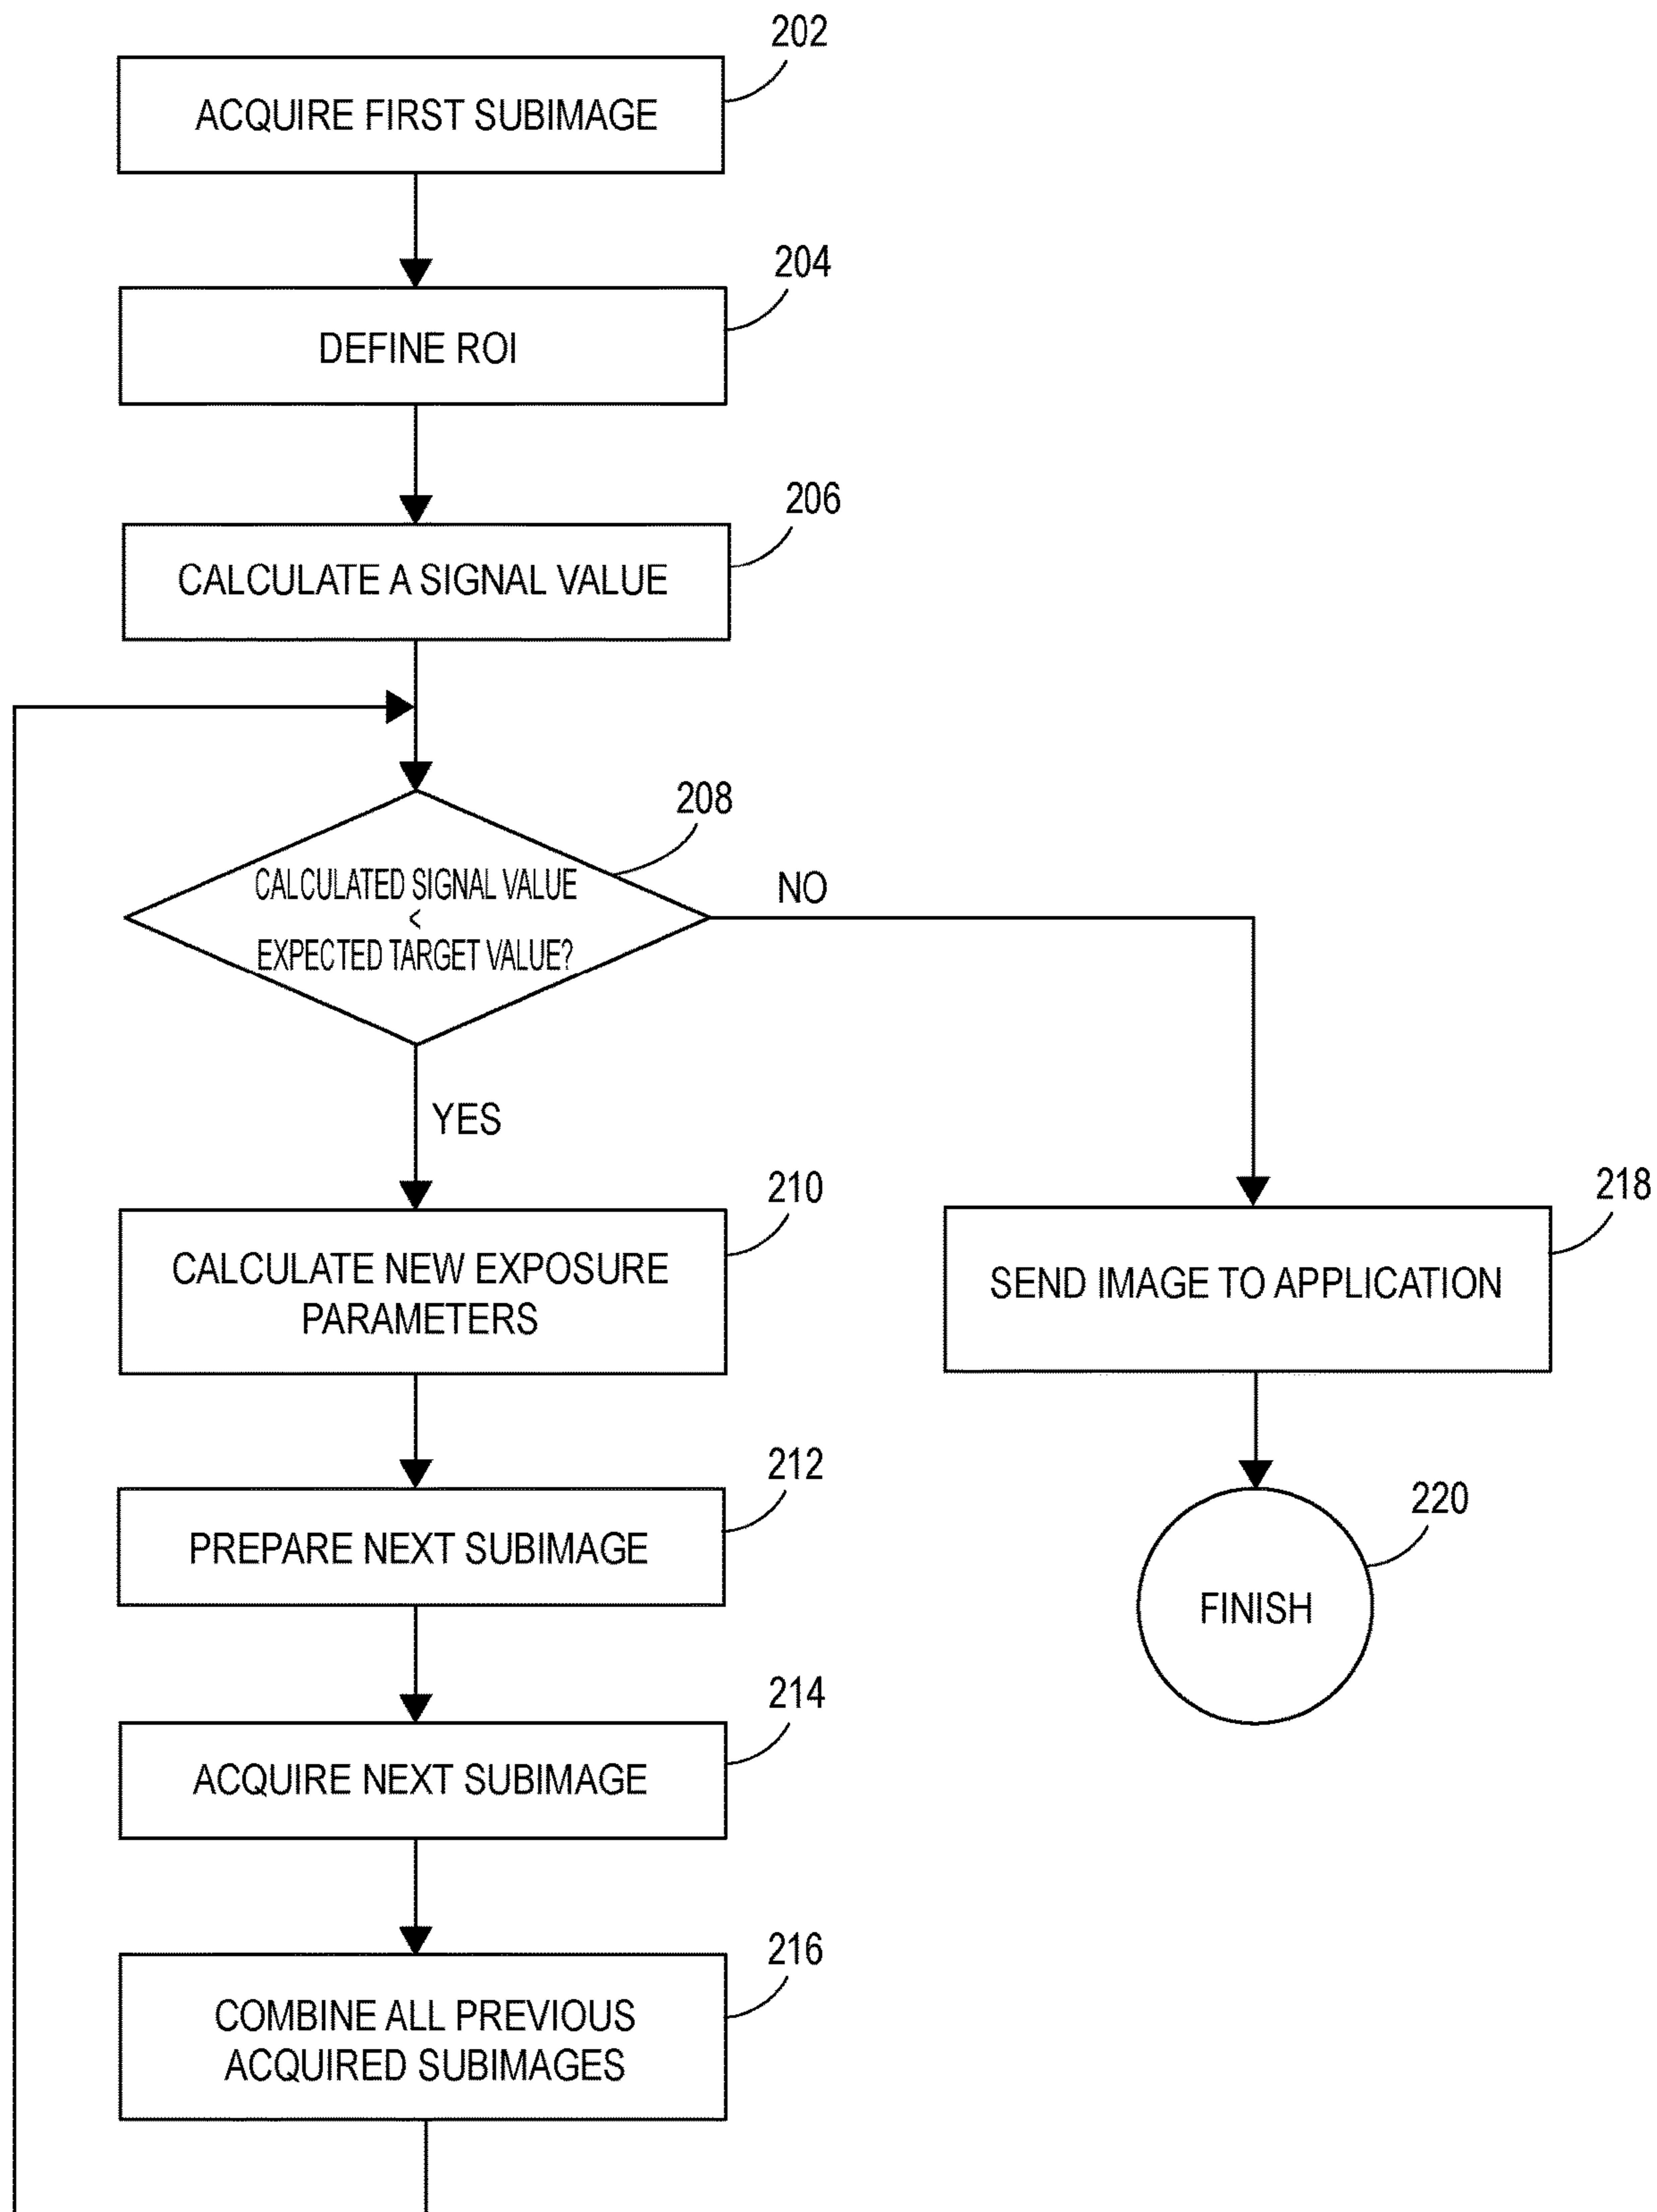 202
ACQUIRE FIRST SUBIMAGE
204
DEFINE ROI
206
CALCULATE A SIGNAL VALUE
208
CALCULATED SIGNAL VALUE
<
EXPECTED TARGET VALUE?
NO
YES
210
CALCULATE NEW EXPOSURE
PARAMETERS
218
SEND IMAGE TO APPLICATION
212
PREPARE NEXT SUBIMAGE
220
FINISH
214
ACQUIRE NEXT SUBIMAGE
216
COMBINE ALL PREVIOUS
ACQUIRED SUBIMAGES